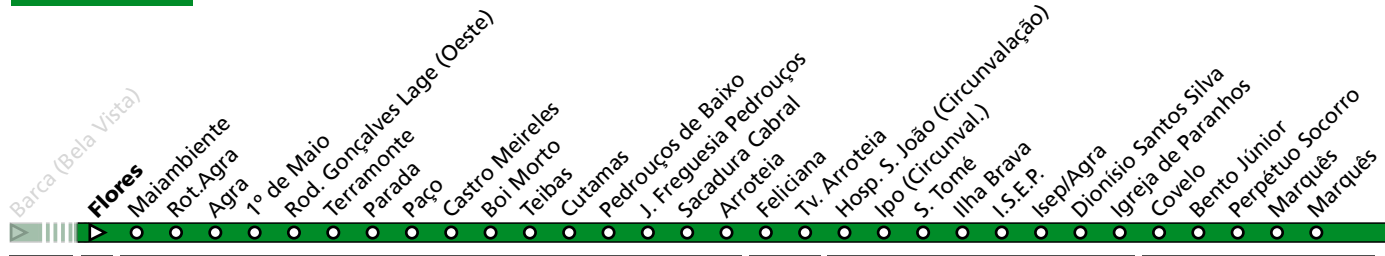 Barca (Bela Vista)
Flores
Maiambiente
Rot.Agra
Agra
1º de Maio
Rod. Gonçalves Lage (Oeste)
Terramonte
Parada
Paço
Castro Meireles
Boi Morto
Teibas
Cutamas
Pedrouços de Baixo
J. Freguesia Pedrouços
Sacadura Cabral
Arroteia
Feliciana
Tv. Arroteia
Hosp. S. João (Circunvalação)
Ipo (Circunval.)
S. Tomé
Ilha Brava
I.S.E.P.
Isep/Agra
Dionisio Santos Silva
Igreja de Paranhos
Covelo
Bento Júnior
Perpétuo Socorro
Marquês
Marquês